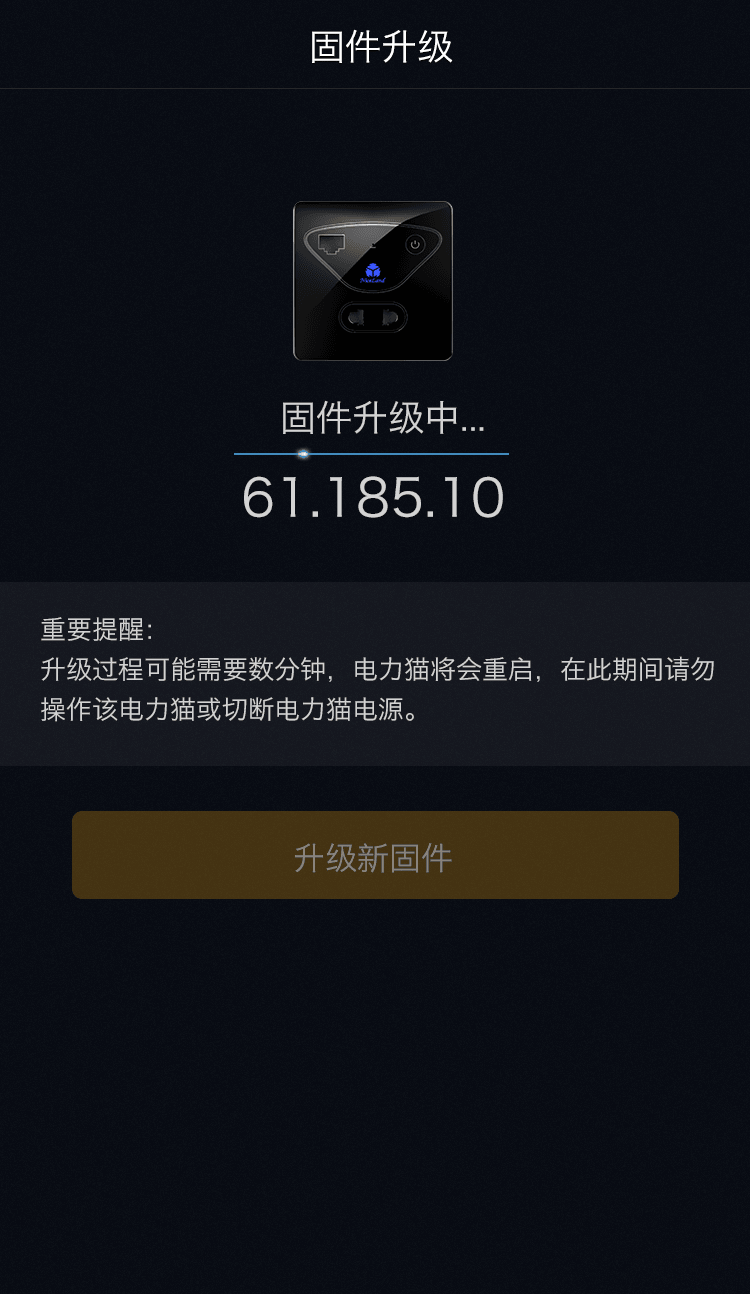 固件升级
固件升级中...
61.185.10
重要提醒：
升级过程可能需要数分钟，电力猫将会重启，在此期间请勿
操作该电力猫或切断电力猫电源。
升级新固件